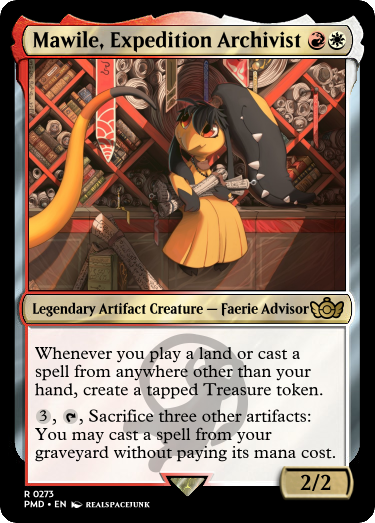 Mawile, Expedition Archivist
Legendary Artifact Creature — Faerie Advisor
Whenever you play a land or cast a
spell from anywhere other than your
hand, create a tapped Treasure token.
3, , Sacrifice three other artifacts:
You may cast a spell from your
graveyard without paying its mana cost.
2/2
R 0273
PMD • EN REALSPACEJUNK